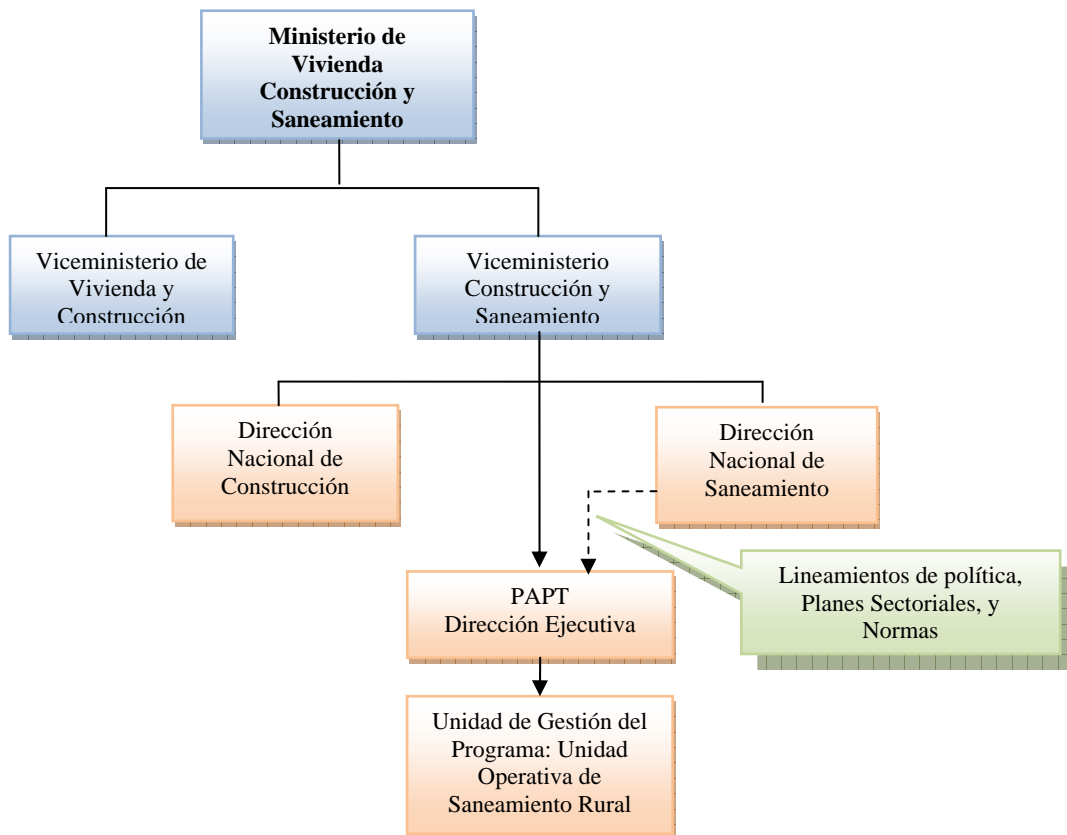 Ministerio de
Vivienda
Construcción y
Saneamiento
Viceministerio de
Vivienda y
Construcción
Viceministerio
Construcción y
Saneamiento
Dirección
Nacional de
Construcción
Dirección
Nacional de
Saneamiento
PAPT
Dirección Ejecutiva
Lineamientos de política,
Planes Sectoriales, y
Normas
Unidad de Gestión del
Programa: Unidad
Operativa de
Saneamiento Rural